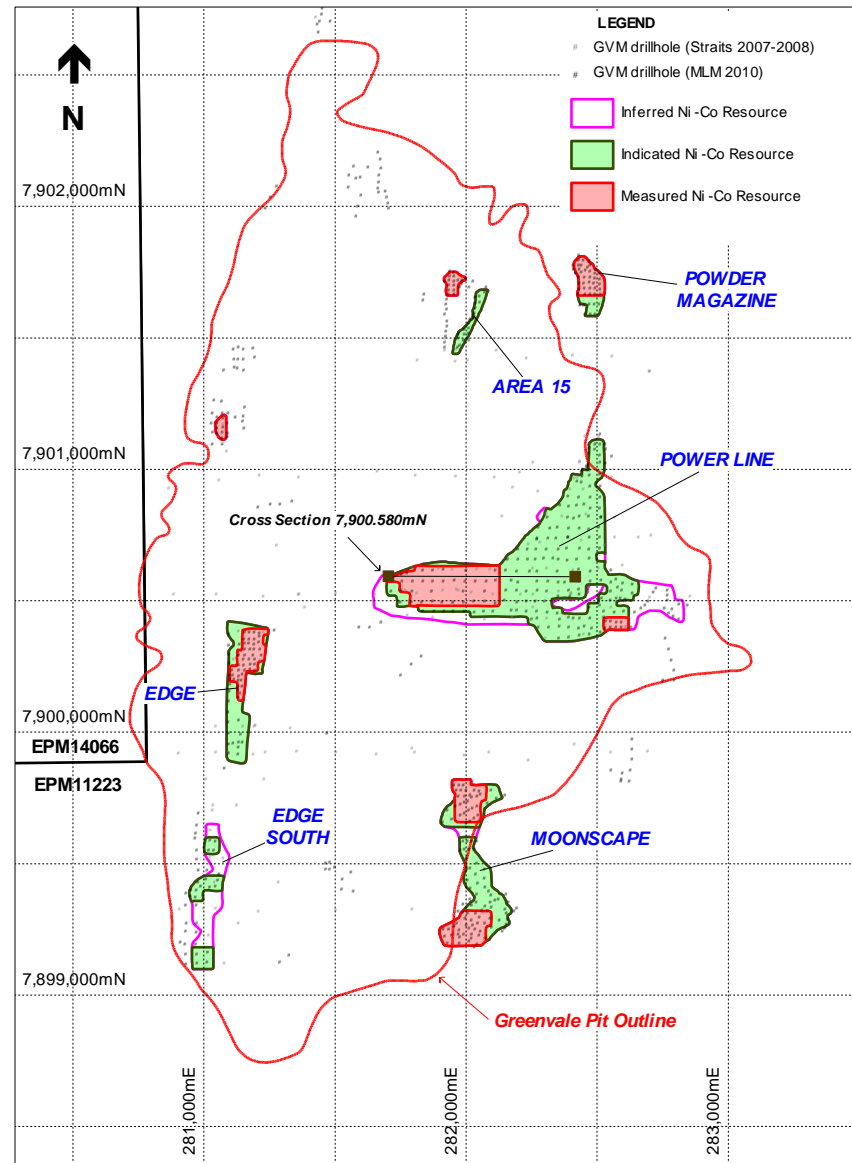 LEGEND
GVM drillhole (Straits 2007-2008)
GVM drillhole (MLM 2010)
Inferred Ni-Co Resource
Indicated Ni-Co Resource
Measured Ni-Co Resource
N
7,902,000mN
POWDER
MAGAZINE
AREA 15
7,901,000mN
POWER LINE
Cross Section 7,900.580mN
EDGE
7,900,000mN
EPM14066
EPM11223
EDGE
SOUTH
MOONSCAPE
7,899,000mN
Greenvale Pit Outline
281,000mE
282,000mE
283,000mE